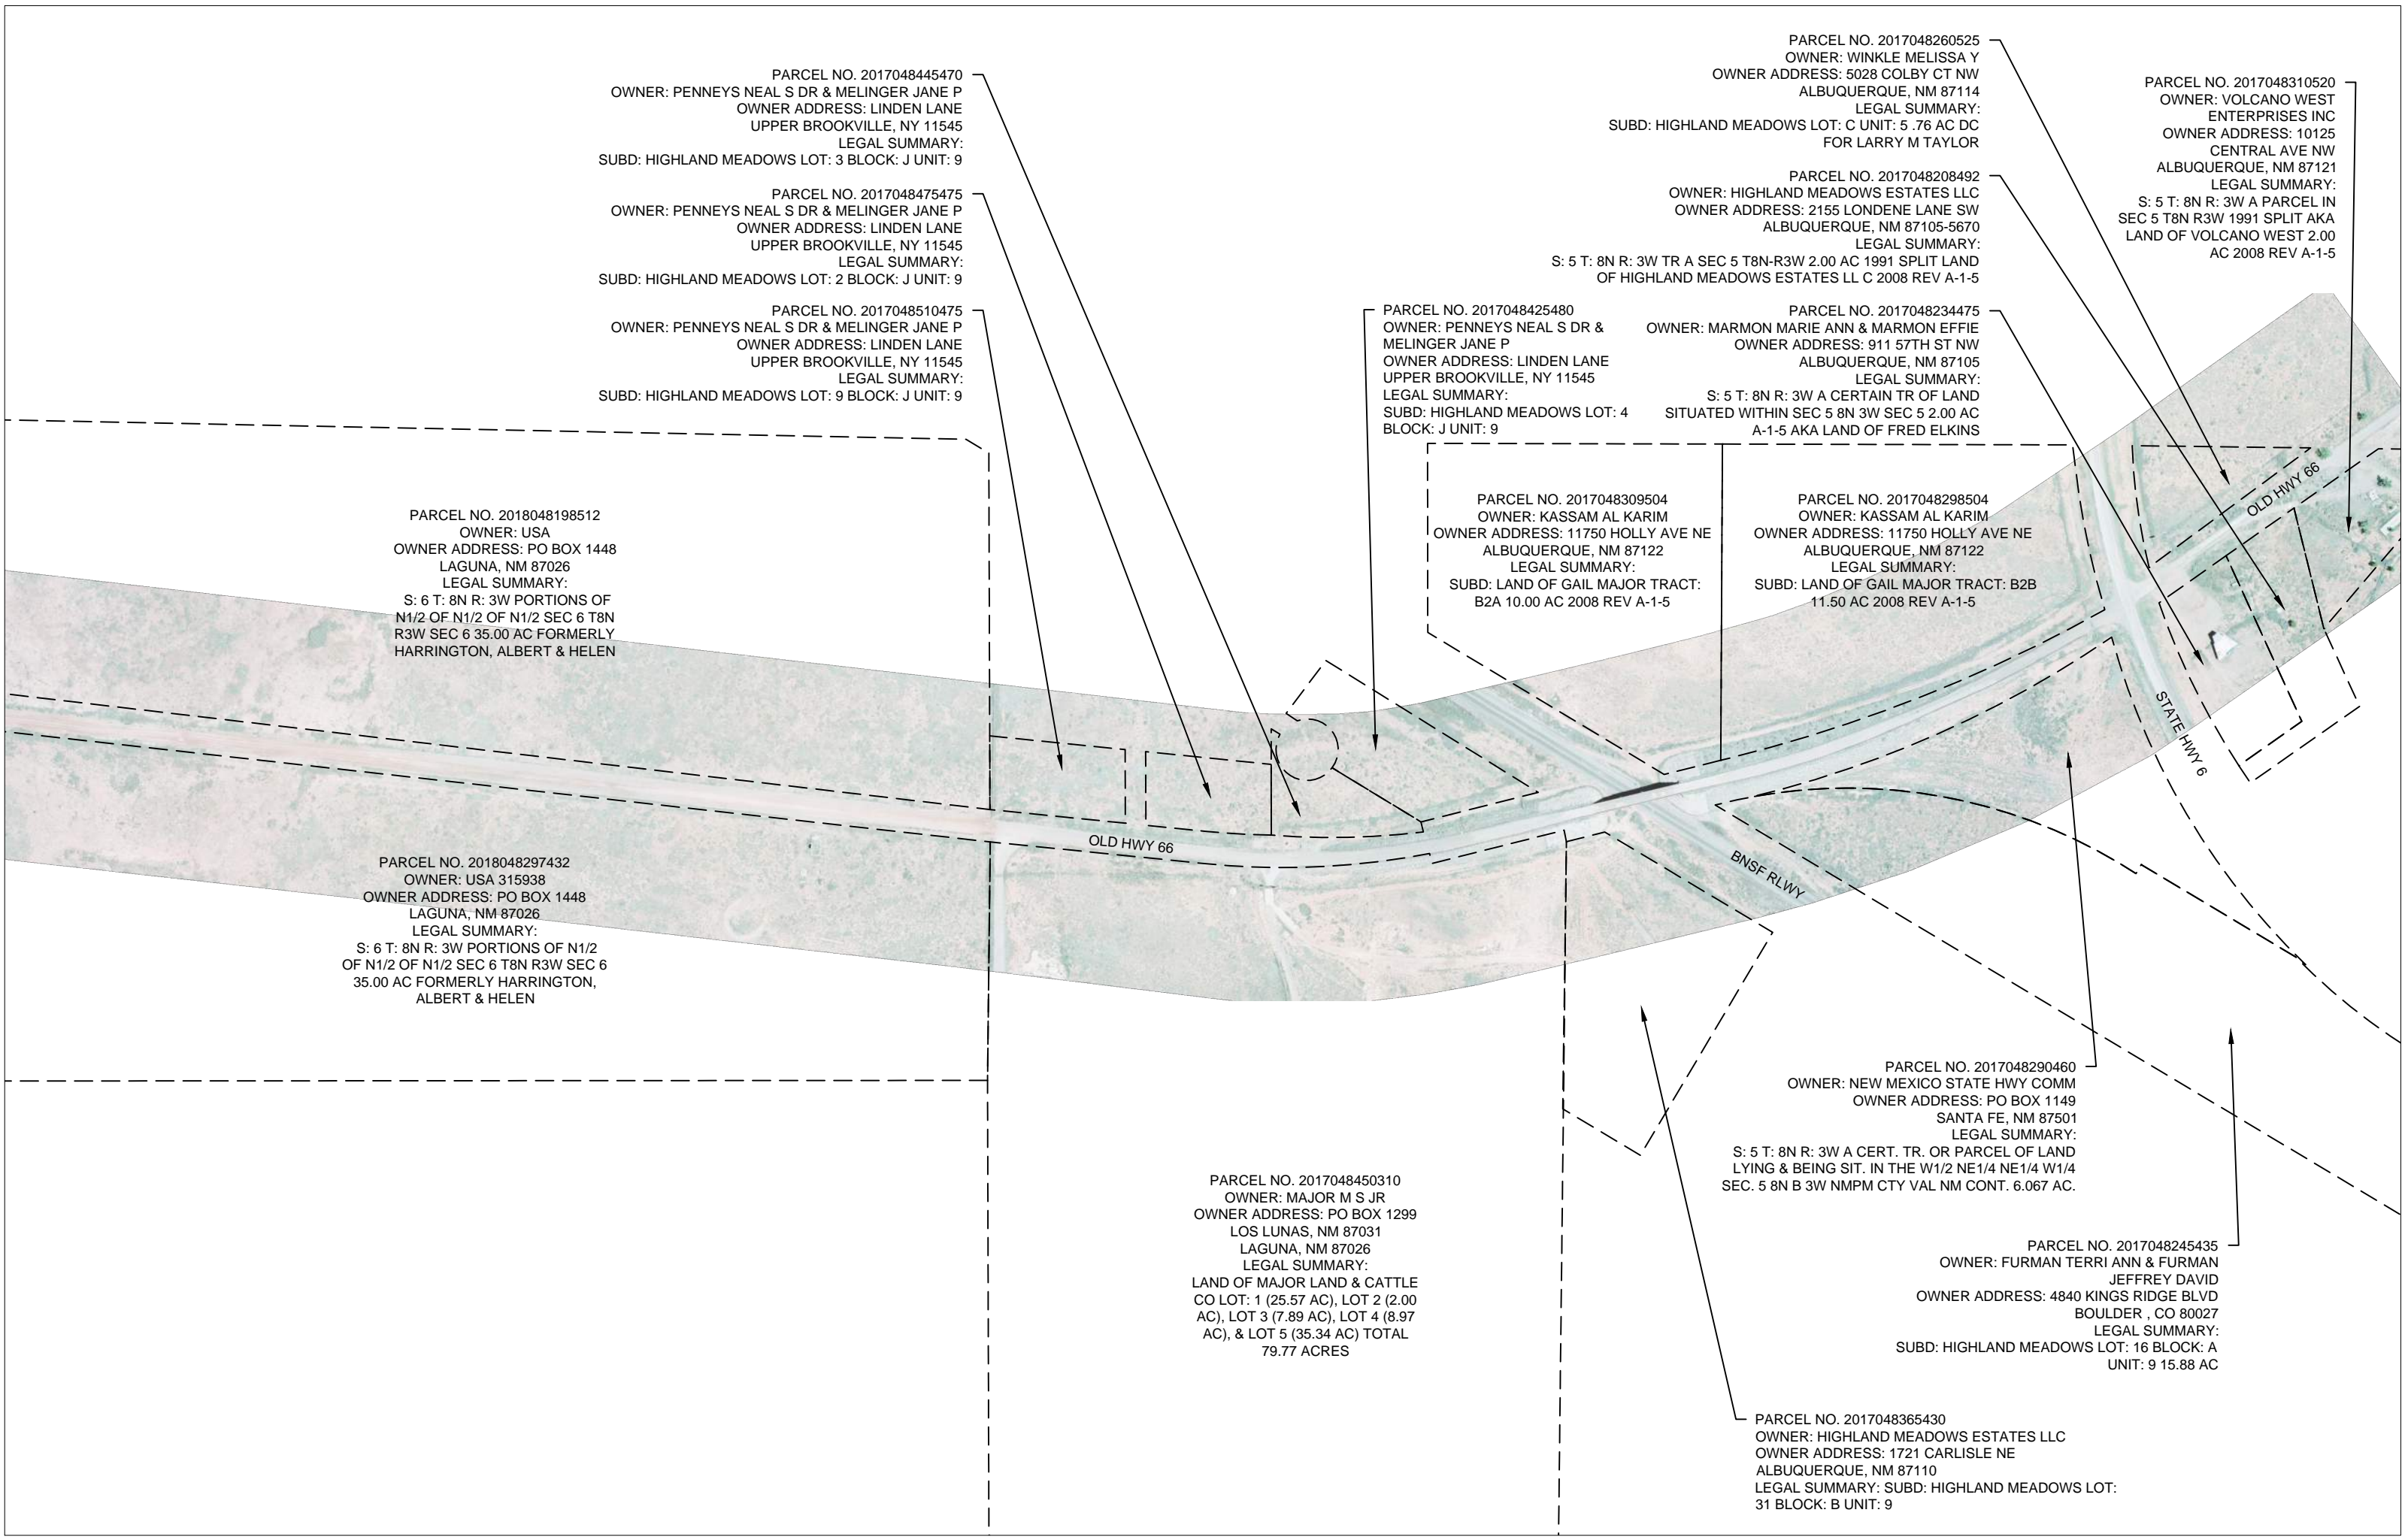 PARCEL NO. 2017048445470
OWNER: PENNEYS NEAL S DR & MELINGER JANE P
OWNER ADDRESS: LINDEN LANE
UPPER BROOKVILLE, NY 11545
LEGAL SUMMARY:
SUBD: HIGHLAND MEADOWS LOT: 3 BLOCK: J UNIT: 9
PARCEL NO. 2017048475475
OWNER: PENNEYS NEAL S DR & MELINGER JANE P
OWNER ADDRESS: LINDEN LANE
UPPER BROOKVILLE, NY 11545
LEGAL SUMMARY:
SUBD: HIGHLAND MEADOWS LOT: 2 BLOCK: J UNIT: 9
PARCEL NO. 2017048510475
OWNER: PENNEYS NEAL S DR & MELINGER JANE P
OWNER ADDRESS: LINDEN LANE
UPPER BROOKVILLE, NY 11545
LEGAL SUMMARY:
SUBD: HIGHLAND MEADOWS LOT: 9 BLOCK: J UNIT: 9
PARCEL NO. 2017048260525
OWNER: WINKLE MELISSA Y
OWNER ADDRESS: 5028 COLBY CT NW
ALBUQUERQUE, NM 87114
LEGAL SUMMARY:
SUBD: HIGHLAND MEADOWS LOT: C UNIT: 5 .76 AC DC
FOR LARRY M TAYLOR
PARCEL NO. 2017048310520
OWNER: VOLCANO WEST
ENTERPRISES INC
OWNER ADDRESS: 10125
CENTRAL AVE NW
ALBUQUERQUE, NM 87121
LEGAL SUMMARY:
S: 5 T: 8N R: 3W A PARCEL IN
SEC 5 T8N R3W 1991 SPLIT AKA
LAND OF VOLCANO WEST 2.00
AC 2008 REV A-1-5
PARCEL NO. 2017048208492
OWNER: HIGHLAND MEADOWS ESTATES LLC
OWNER ADDRESS: 2155 LONDENE LANE SW
ALBUQUERQUE, NM 87105-5670
LEGAL SUMMARY:
S: 5 T: 8N R: 3W TR A SEC 5 T8N-R3W 2.00 AC 1991 SPLIT LAND
OF HIGHLAND MEADOWS ESTATES LL C 2008 REV A-1-5
PARCEL NO. 2017048425480
OWNER: PENNEYS NEAL S DR &
MELINGER JANE P
OWNER ADDRESS: LINDEN LANE
UPPER BROOKVILLE, NY 11545
LEGAL SUMMARY:
SUBD: HIGHLAND MEADOWS LOT: 4
BLOCK: J UNIT: 9
PARCEL NO. 2017048234475
OWNER: MARMON MARIE ANN & MARMON EFFIE
OWNER ADDRESS: 911 57TH ST NW
ALBUQUERQUE, NM 87105
LEGAL SUMMARY:
S: 5 T: 8N R: 3W A CERTAIN TR OF LAND
SITUATED WITHIN SEC 5 8N 3W SEC 5 2.00 AC
A-1-5 AKA LAND OF FRED ELKINS
PARCEL NO. 2018048198512
OWNER: USA
OWNER ADDRESS: PO BOX 1448
LAGUNA, NM 87026
LEGAL SUMMARY:
S: 6 T: 8N R: 3W PORTIONS OF
N1/2 OF N1/2 OF N1/2 SEC 6 T8N
R3W SEC 6 35.00 AC FORMERLY
HARRINGTON, ALBERT & HELEN
PARCEL NO. 2017048309504
OWNER: KASSAM AL KARIM
OWNER ADDRESS: 11750 HOLLY AVE NE
ALBUQUERQUE, NM 87122
LEGAL SUMMARY:
SUBD: LAND OF GAIL MAJOR TRACT:
B2A 10.00 AC 2008 REV A-1-5
PARCEL NO. 2017048298504
OWNER: KASSAM AL KARIM
OWNER ADDRESS: 11750 HOLLY AVE NE
ALBUQUERQUE, NM 87122
LEGAL SUMMARY:
SUBD: LAND OF GAIL MAJOR TRACT: B2B
11.50 AC 2008 REV A-1-5
OLD HWY 66
STATE HWY 6
OLD HWY 66
BNSF RLWY
PARCEL NO. 2018048297432
OWNER: USA 315938
OWNER ADDRESS: PO BOX 1448
LAGUNA, NM 87026
LEGAL SUMMARY:
S: 6 T: 8N R: 3W PORTIONS OF N1/2
OF N1/2 OF N1/2 SEC 6 T8N R3W SEC 6
35.00 AC FORMERLY HARRINGTON,
ALBERT & HELEN
PARCEL NO. 2017048290460
OWNER: NEW MEXICO STATE HWY COMM
OWNER ADDRESS: PO BOX 1149
SANTA FE, NM 87501
LEGAL SUMMARY:
S: 5 T: 8N R: 3W A CERT. TR. OR PARCEL OF LAND
LYING & BEING SIT. IN THE W1/2 NE1/4 NE1/4 W1/4
SEC. 5 8N B 3W NMPM CTY VAL NM CONT. 6.067 AC.
PARCEL NO. 2017048450310
OWNER: MAJOR M S JR
OWNER ADDRESS: PO BOX 1299
LOS LUNAS, NM 87031
LAGUNA, NM 87026
LEGAL SUMMARY:
LAND OF MAJOR LAND & CATTLE
CO LOT: 1 (25.57 AC), LOT 2 (2.00
AC), LOT 3 (7.89 AC), LOT 4 (8.97
AC), & LOT 5 (35.34 AC) TOTAL
79.77 ACRES
PARCEL NO. 2017048245435
OWNER: FURMAN TERRI ANN & FURMAN
JEFFREY DAVID
OWNER ADDRESS: 4840 KINGS RIDGE BLVD
BOULDER , CO 80027
LEGAL SUMMARY:
SUBD: HIGHLAND MEADOWS LOT: 16 BLOCK: A
UNIT: 9 15.88 AC
PARCEL NO. 2017048365430
OWNER: HIGHLAND MEADOWS ESTATES LLC
OWNER ADDRESS: 1721 CARLISLE NE
ALBUQUERQUE, NM 87110
LEGAL SUMMARY: SUBD: HIGHLAND MEADOWS LOT:
31 BLOCK: B UNIT: 9